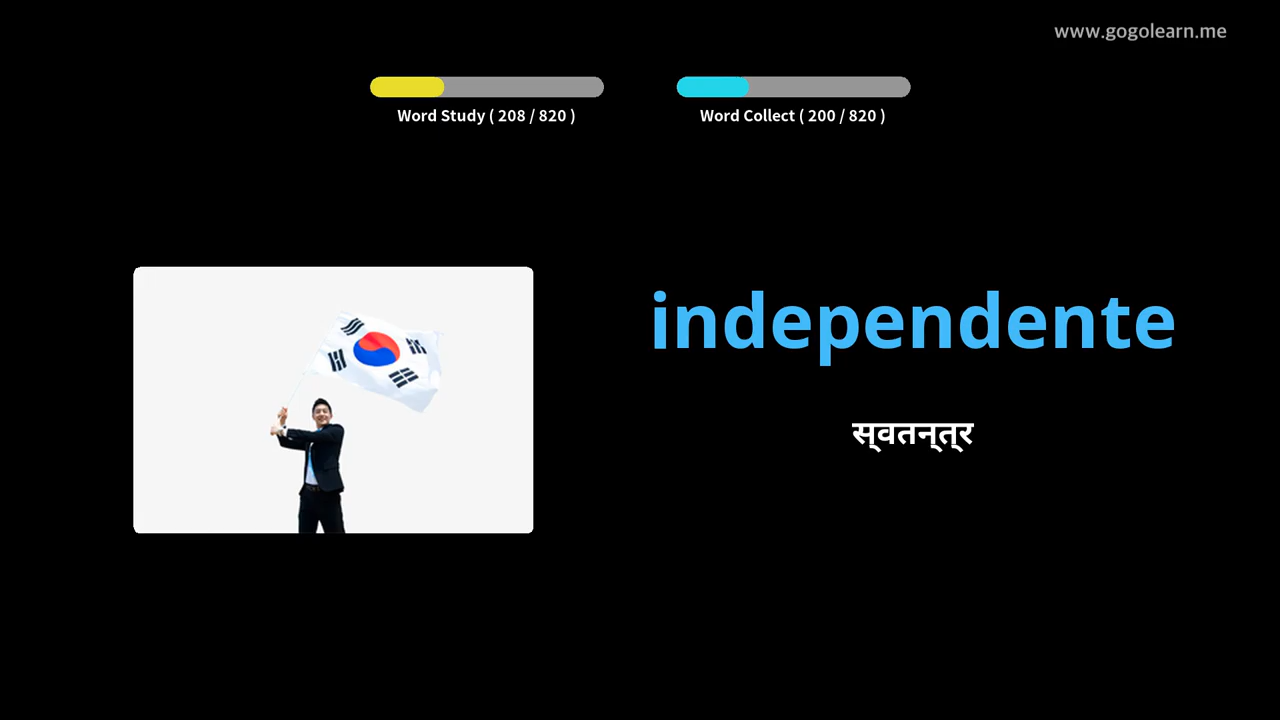 www.gogolearn.me
Word Study ( 208 / 820 )
Word Collect ( 200 / 820 )
independente
स्वतन्त्र